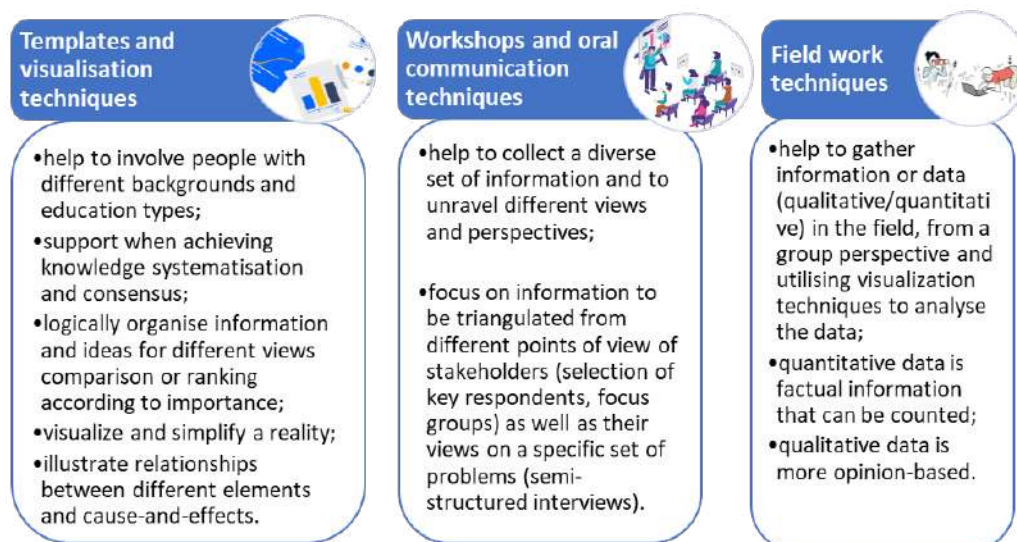 Templates and
visualisation
techniques
•help to involve people with
different backgrounds and
education types;
•support when achieving
knowledge systematisation
and consensus;
•logically organise information
and ideas for different views
comparison or ranking
according to importance;
•visualize and simplify a reality;
•illustrate relationships
between different elements
and cause-and-effects.
Workshops and oral
communication
techniques
•help to collect a diverse
set of information and to
unravel different views
and perspectives;
•focus on information to
be triangulated from
different points of view of
stakeholders (selection of
key respondents, focus
groups) as well as their
views on a specific set of
problems (semi-
structured interviews).
Field work
techniques
•help to gather
information or data
(qualitative/quantitati
ve) in the field, from a
group perspective and
utilising visualization
techniques to analyse
the data;
•quantitative data is
factual information
that can be counted;
•qualitative data is
more opinion-based.